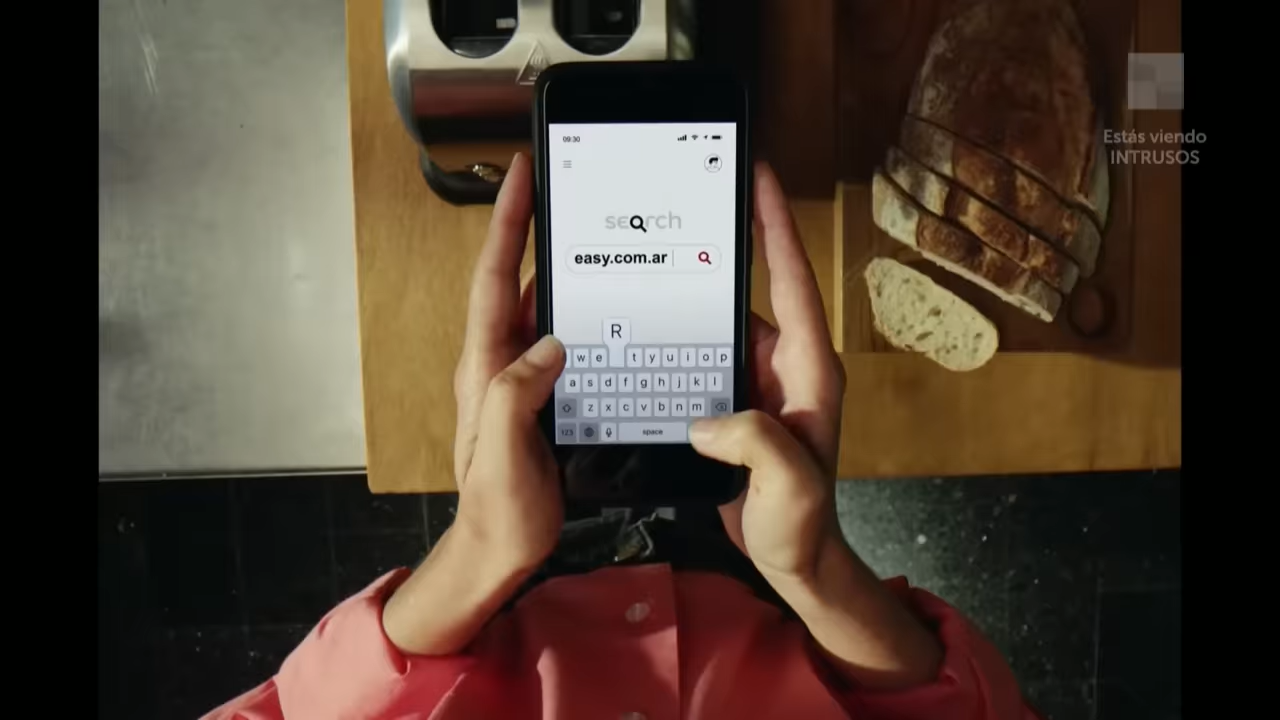 Estás viendo
INTRUSOS
09:30
search
easy.com.ar
R
w e t y u i o p
a s d f g h j k l
z x c v b n m
123 space